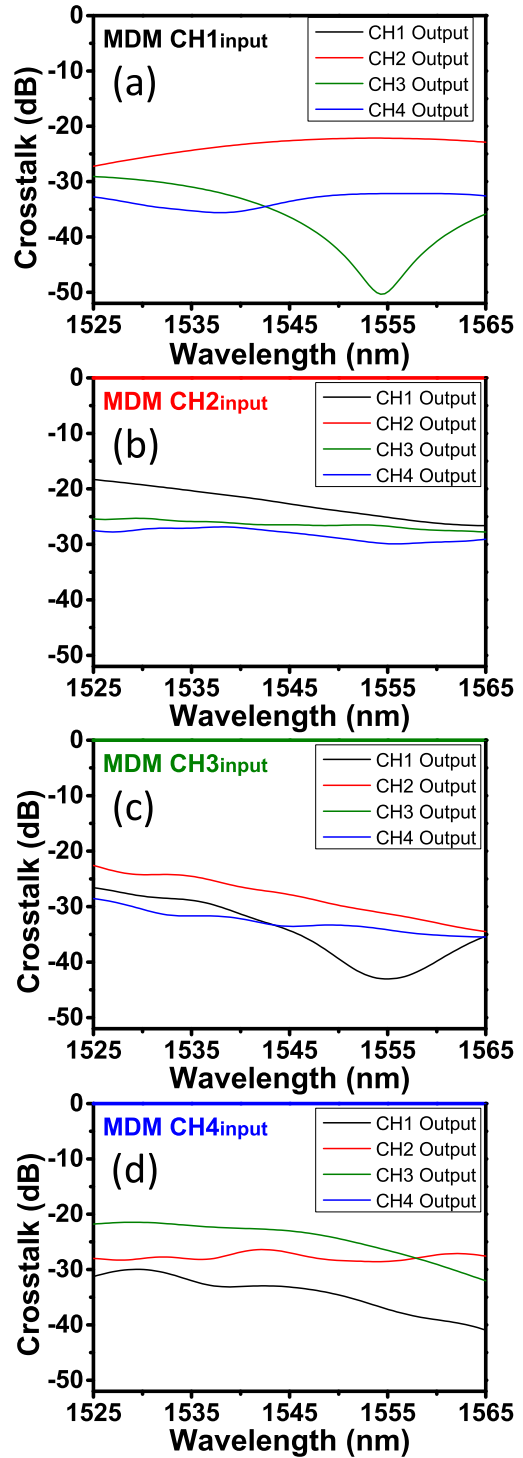 MDM CH1input
(a)
CH1 Output
CH2 Output
CH3 Output
CH4 Output
Crosstalk (dB)
0
-10
-20
-30
-40
-50
1525 1535 1545 1555 1565
Wavelength (nm)
MDM CH2input
(b)
CH1 Output
CH2 Output
CH3 Output
CH4 Output
Crosstalk (dB)
0
-10
-20
-30
-40
-50
1525 1535 1545 1555 1565
Wavelength (nm)
MDM CH3input
(c)
CH1 Output
CH2 Output
CH3 Output
CH4 Output
Crosstalk (dB)
0
-10
-20
-30
-40
-50
1525 1535 1545 1555 1565
Wavelength (nm)
MDM CH4input
(d)
CH1 Output
CH2 Output
CH3 Output
CH4 Output
Crosstalk (dB)
0
-10
-20
-30
-40
-50
1525 1535 1545 1555 1565
Wavelength (nm)